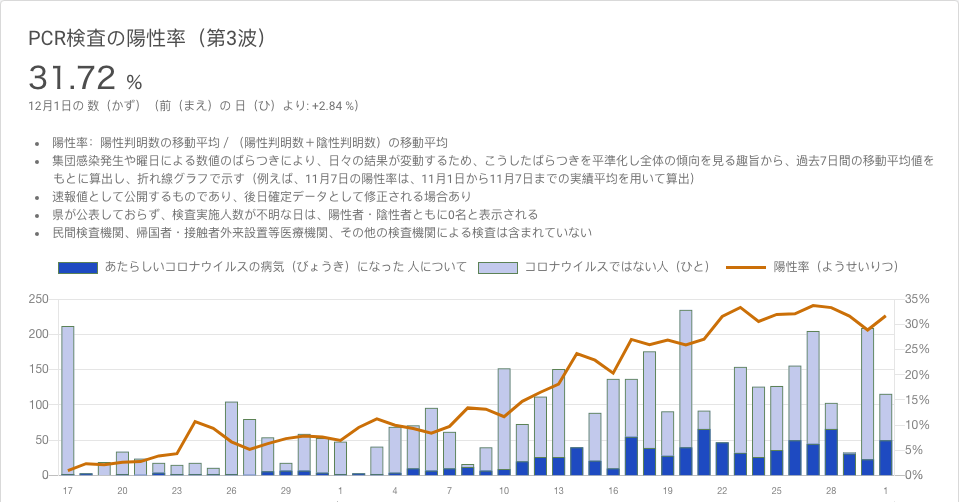 PCR検査の陽性率（第3波）
31.72 %
12月1日の 数（かず）（前（まえ）の 日（ひ）より: +2.84 %）
• 陽性率：陽性判明数の移動平均 / （陽性判明数＋陰性判明数）の移動平均
• 集団感染発生や曜日による数値のばらつきにより、日々の結果が変動するため、こうしたばらつきを平準化し全体の傾向を見る趣旨から、過去7日間の移動平均値を
もとに算出し、折れ線グラフで示す（例えば、11月7日の陽性率は、11月1日から11月7日までの実績平均を用いて算出）
• 速報値として公開するものであり、後日確定データとして修正される場合あり
• 県が公表しておらず、検査実施人数が不明な日は、陽性者・陰性者ともに0名と表示される
• 民間検査機関、帰国者・接触者外来設置等医療機関、その他の検査機関による検査は含まれていない
あたらしいコロナウイルスの病気（びょうき）になった 人について コロナウイルスではない人（ひと） 陽性率（ようせいりつ）
250 35%
200 30%
25%
150 20%
100 15%
10%
50 5%
0 0%
17 20 23 26 29 1 4 7 10 13 16 19 22 25 28 1